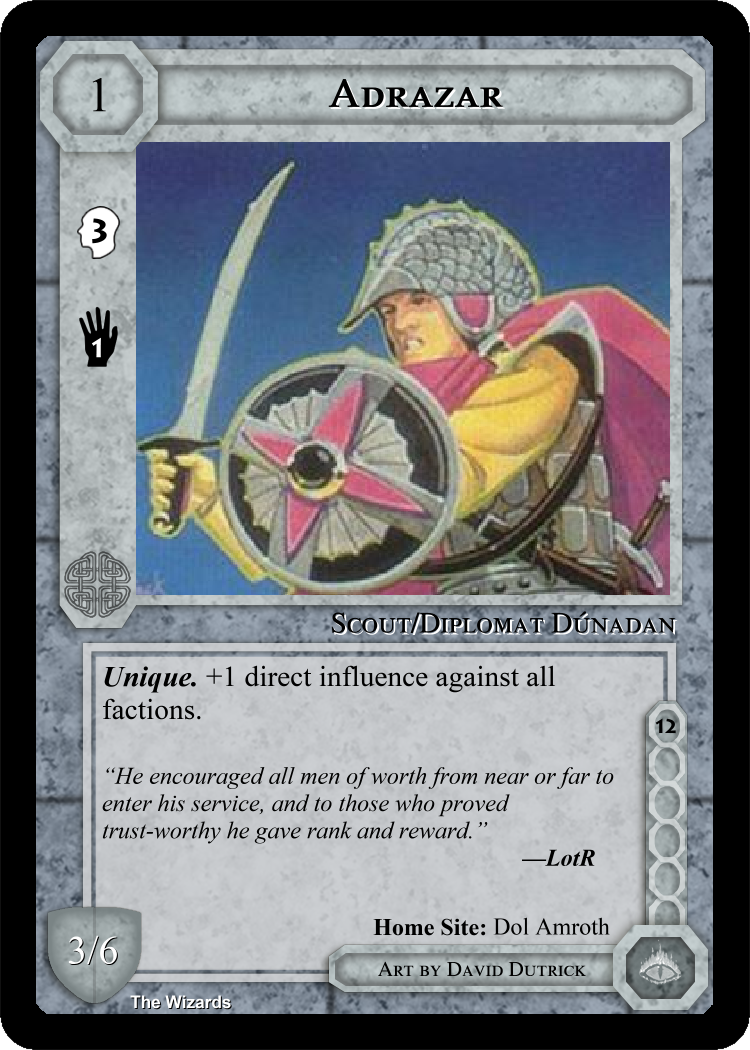 1
ADRAZAR
3
1
SCOUT/DIPLOMAT DÚNADAN
Unique. +1 direct influence against all
factions.
12
“He encouraged all men of worth from near or far to
enter his service, and to those who proved
trust-worthy he gave rank and reward.”
—LotR
Home Site: Dol Amroth
3/6
ART BY DAVID DUTRICK
The Wizards